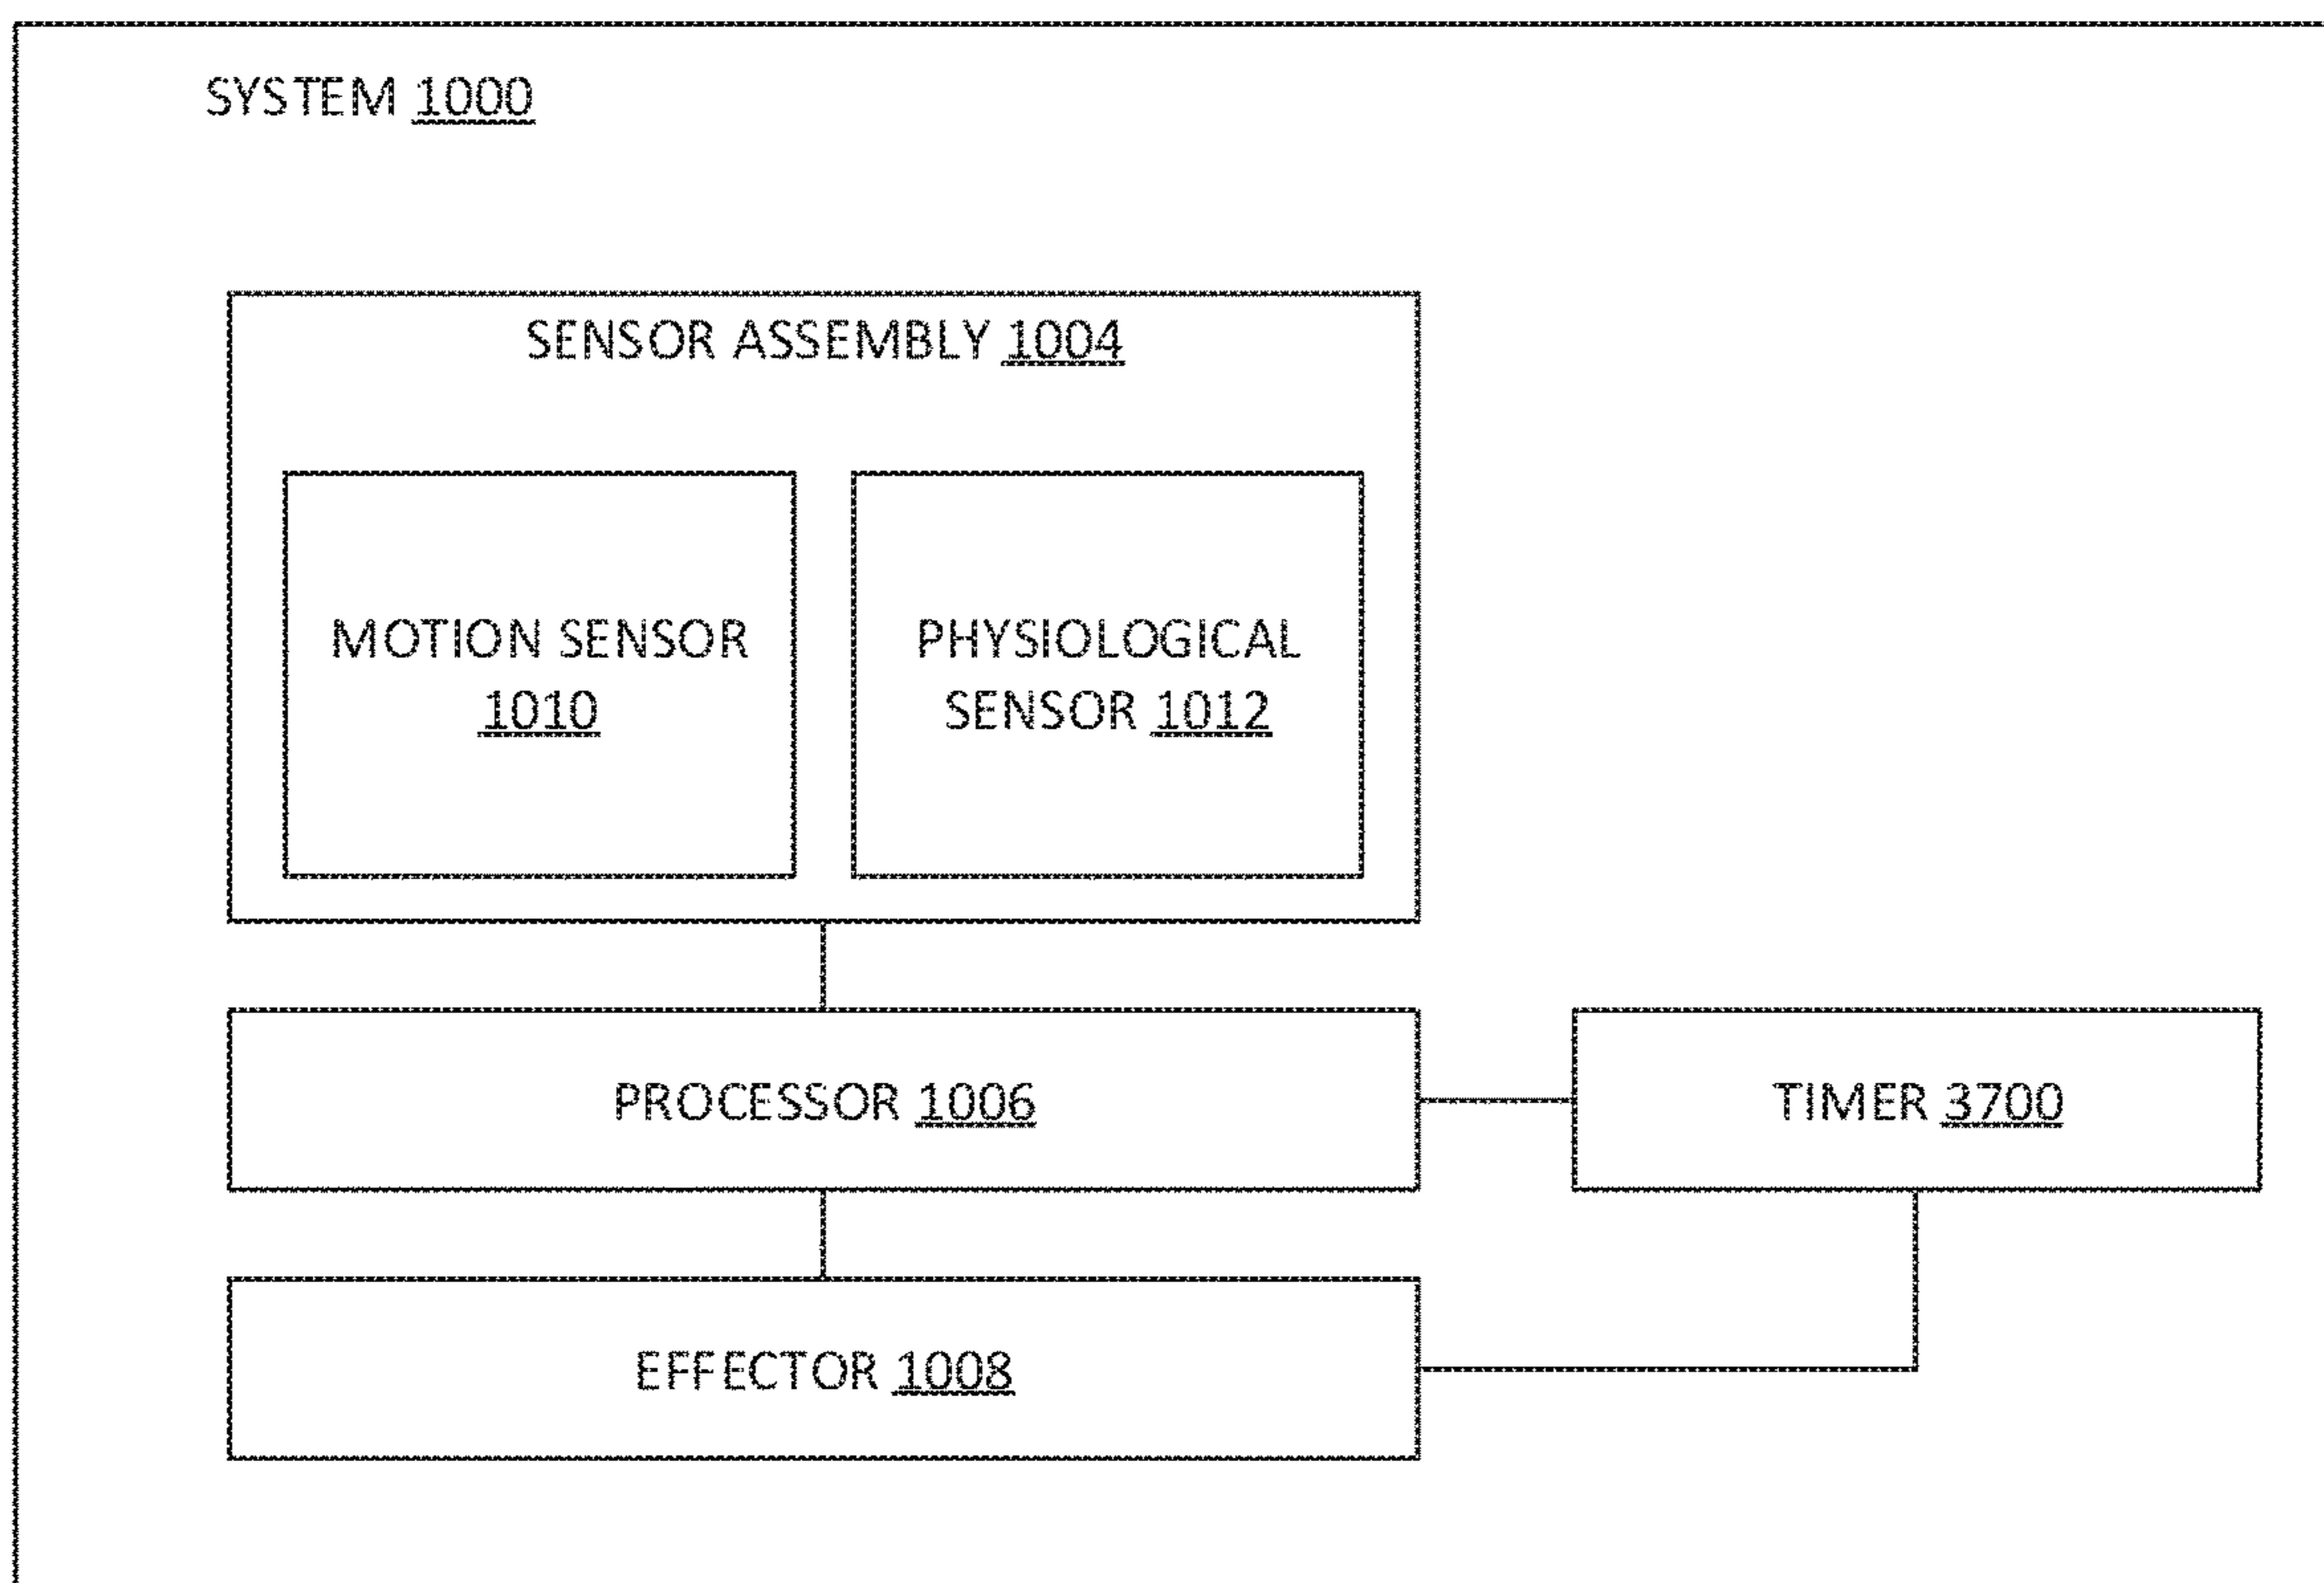 SYSTEM 1000
SENSOR ASSEMBLY 1004
MOTION SENSOR
1010
PHYSIOLOGICAL
SENSOR 1012
PROCESSOR 1006
TIMER 3700
EFFECTOR 1008